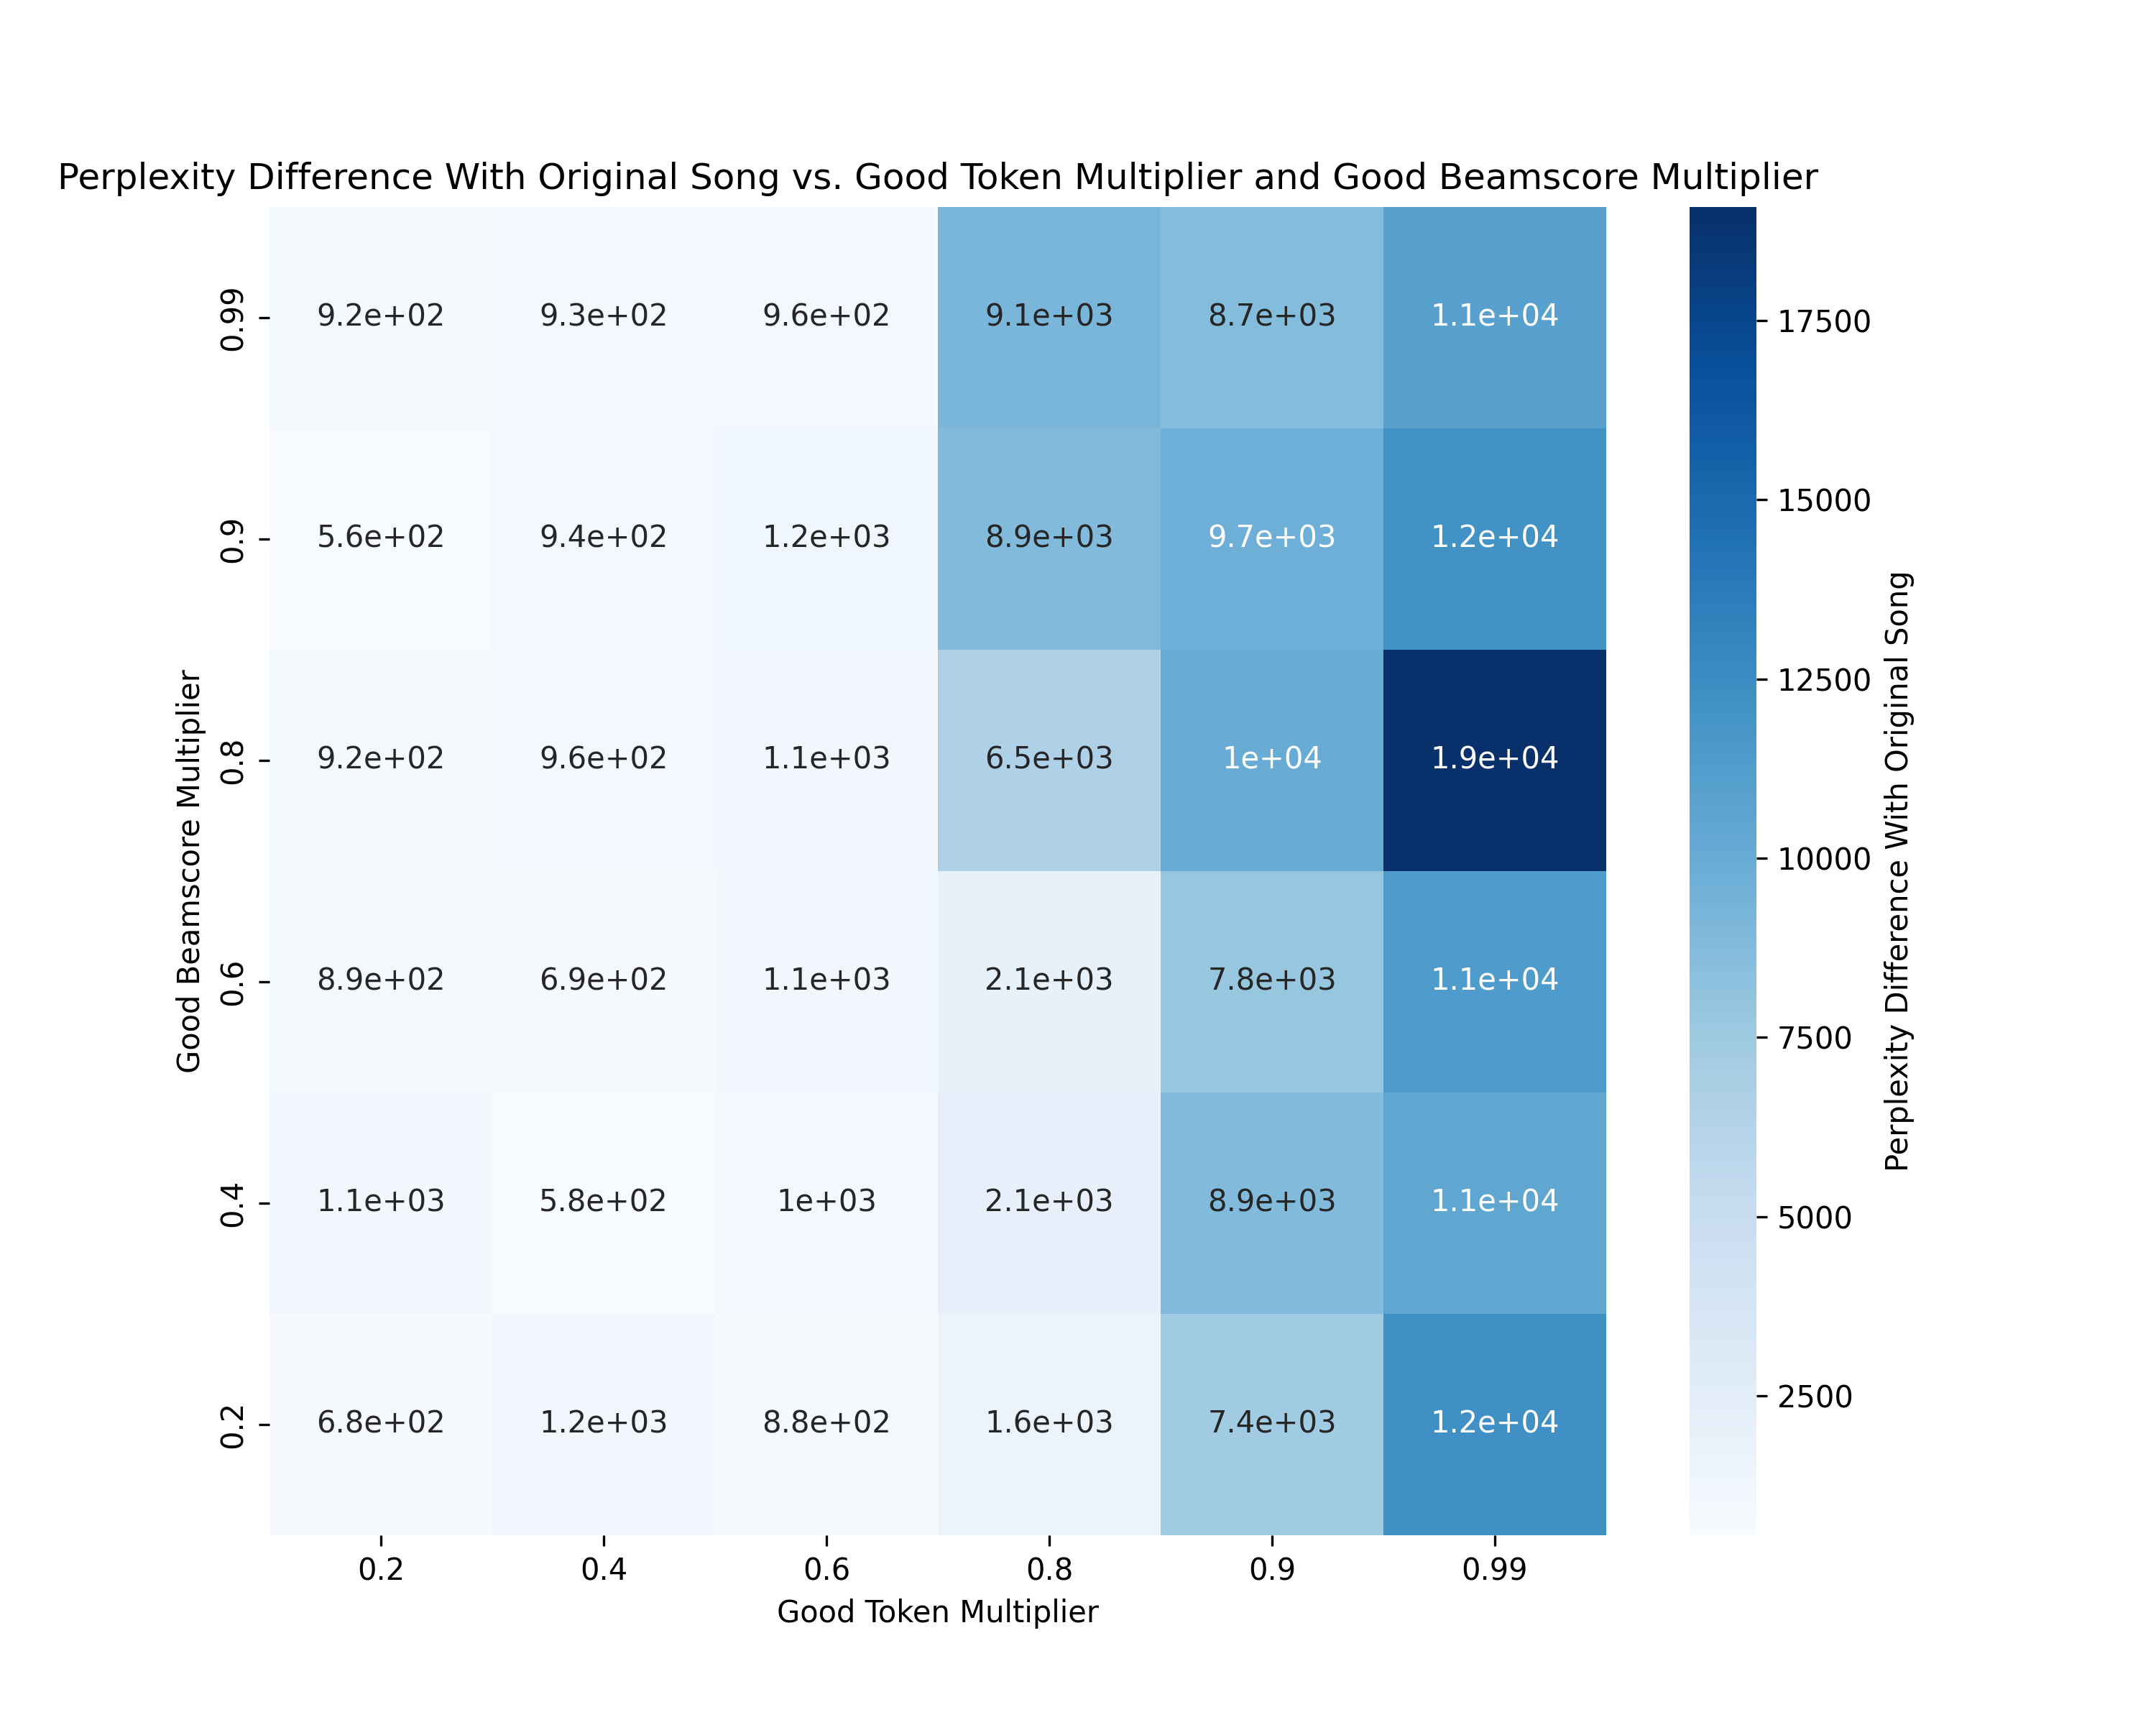 Perplexity Difference With Original Song vs. Good Token Multiplier and Good Beamscore Multiplier
Good Beamscore Multiplier
0.99 9.2e+02 9.3e+02 9.6e+02 9.1e+03 8.7e+03 1.1e+04
0.9 5.6e+02 9.4e+02 1.2e+03 8.9e+03 9.7e+03 1.2e+04
0.8 9.2e+02 9.6e+02 1.1e+03 6.5e+03 1e+04 1.9e+04
0.6 8.9e+02 6.9e+02 1.1e+03 2.1e+03 7.8e+03 1.1e+04
0.4 1.1e+03 5.8e+02 1e+03 2.1e+03 8.9e+03 1.1e+04
0.2 6.8e+02 1.2e+03 8.8e+02 1.6e+03 7.4e+03 1.2e+04
0.2 0.4 0.6 0.8 0.9 0.99
Good Token Multiplier
17500
15000
12500
10000
7500
5000
2500
Perplexity Difference With Original Song